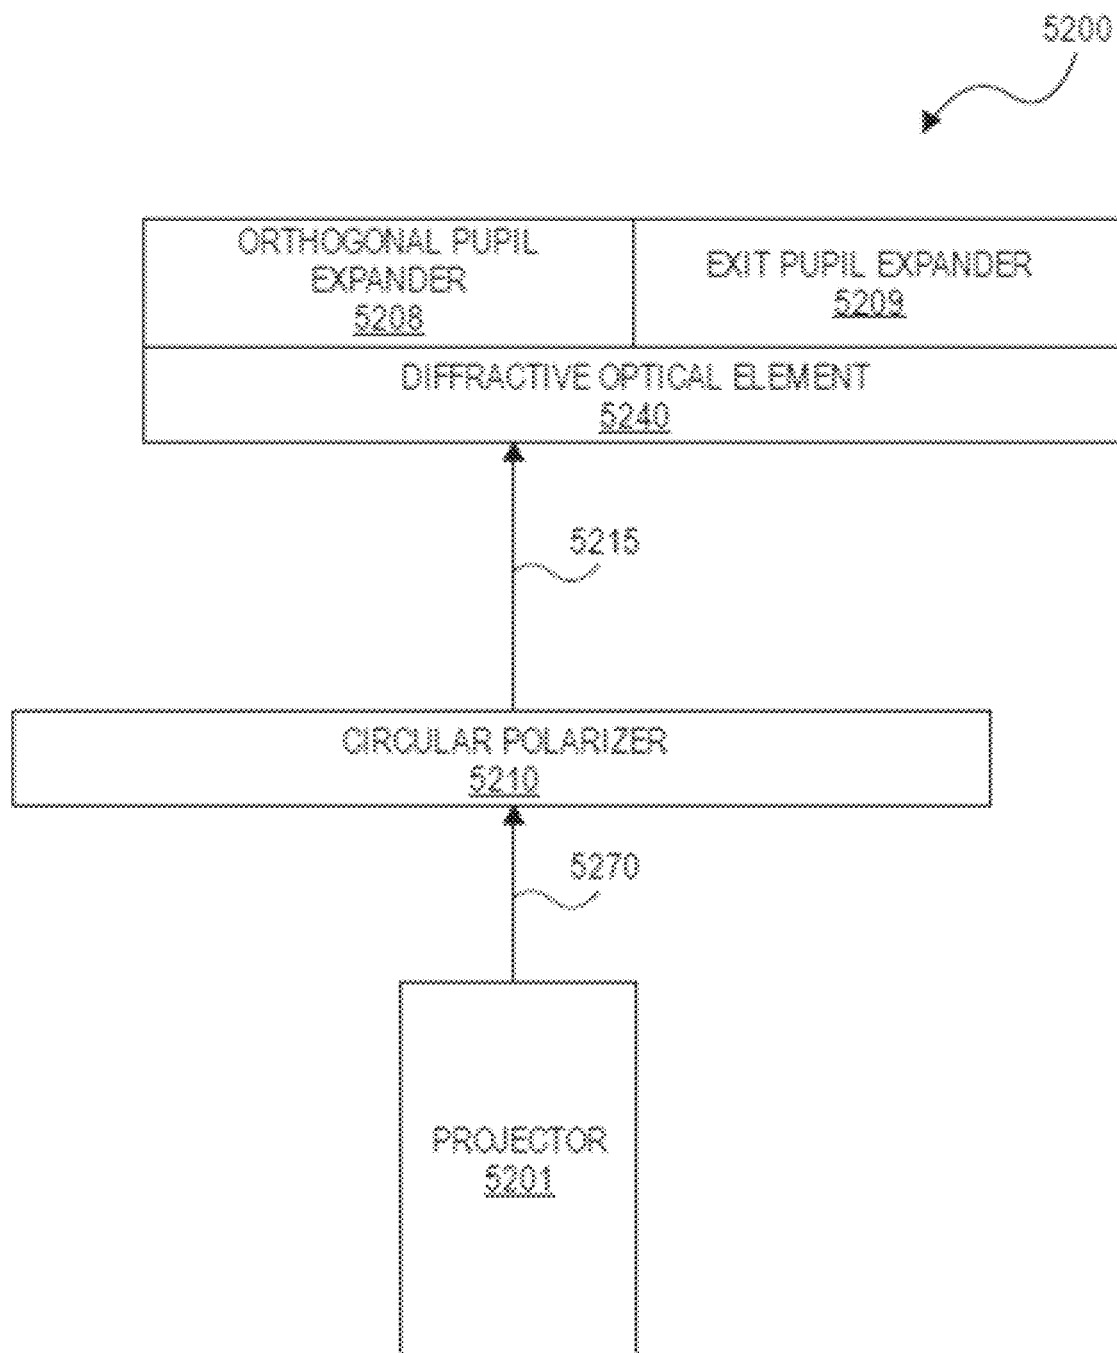 5200
ORTHOGONAL PUPIL
EXPANDER
5208
EXIT PUPIL EXPANDER
5209
DIFFRACTIVE OPTICAL ELEMENT
5240
5215
CIRCULAR POLARIZER
5210
5270
PROJECTOR
5201